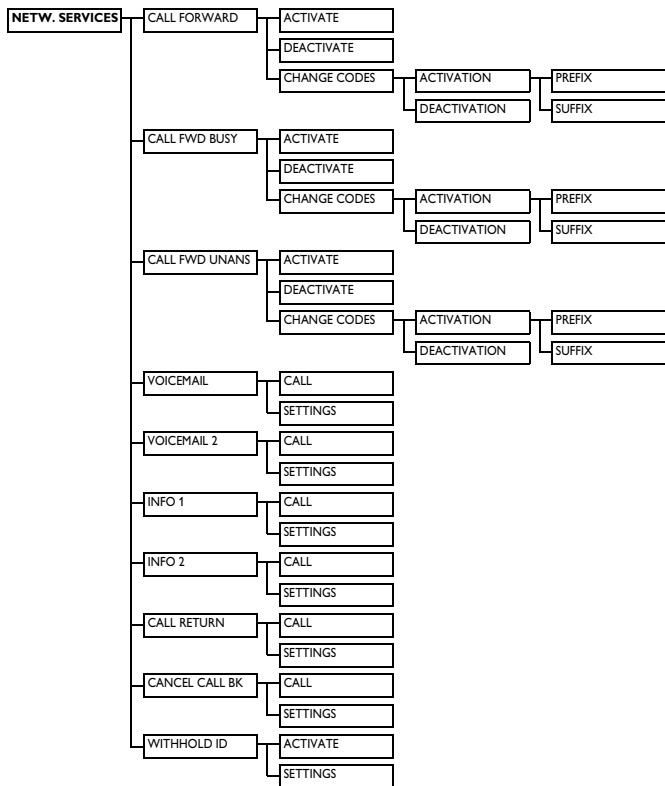 NETW. SERVICES CALL FORWARD ACTIVATE
DEACTIVATE
CHANGE CODES ACTIVATION PREFIX
DEACTIVATION SUFFIX
CALL FWD BUSY ACTIVATE
DEACTIVATE
CHANGE CODES ACTIVATION PREFIX
DEACTIVATION SUFFIX
CALL FWD UNANS ACTIVATE
DEACTIVATE
CHANGE CODES ACTIVATION PREFIX
DEACTIVATION SUFFIX
VOICEMAIL CALL
SETTINGS
VOICEMAIL 2 CALL
SETTINGS
INFO 1 CALL
SETTINGS
INFO 2 CALL
SETTINGS
CALL RETURN CALL
SETTINGS
CANCEL CALL BK CALL
SETTINGS
WITHHOLD ID ACTIVATE
SETTINGS